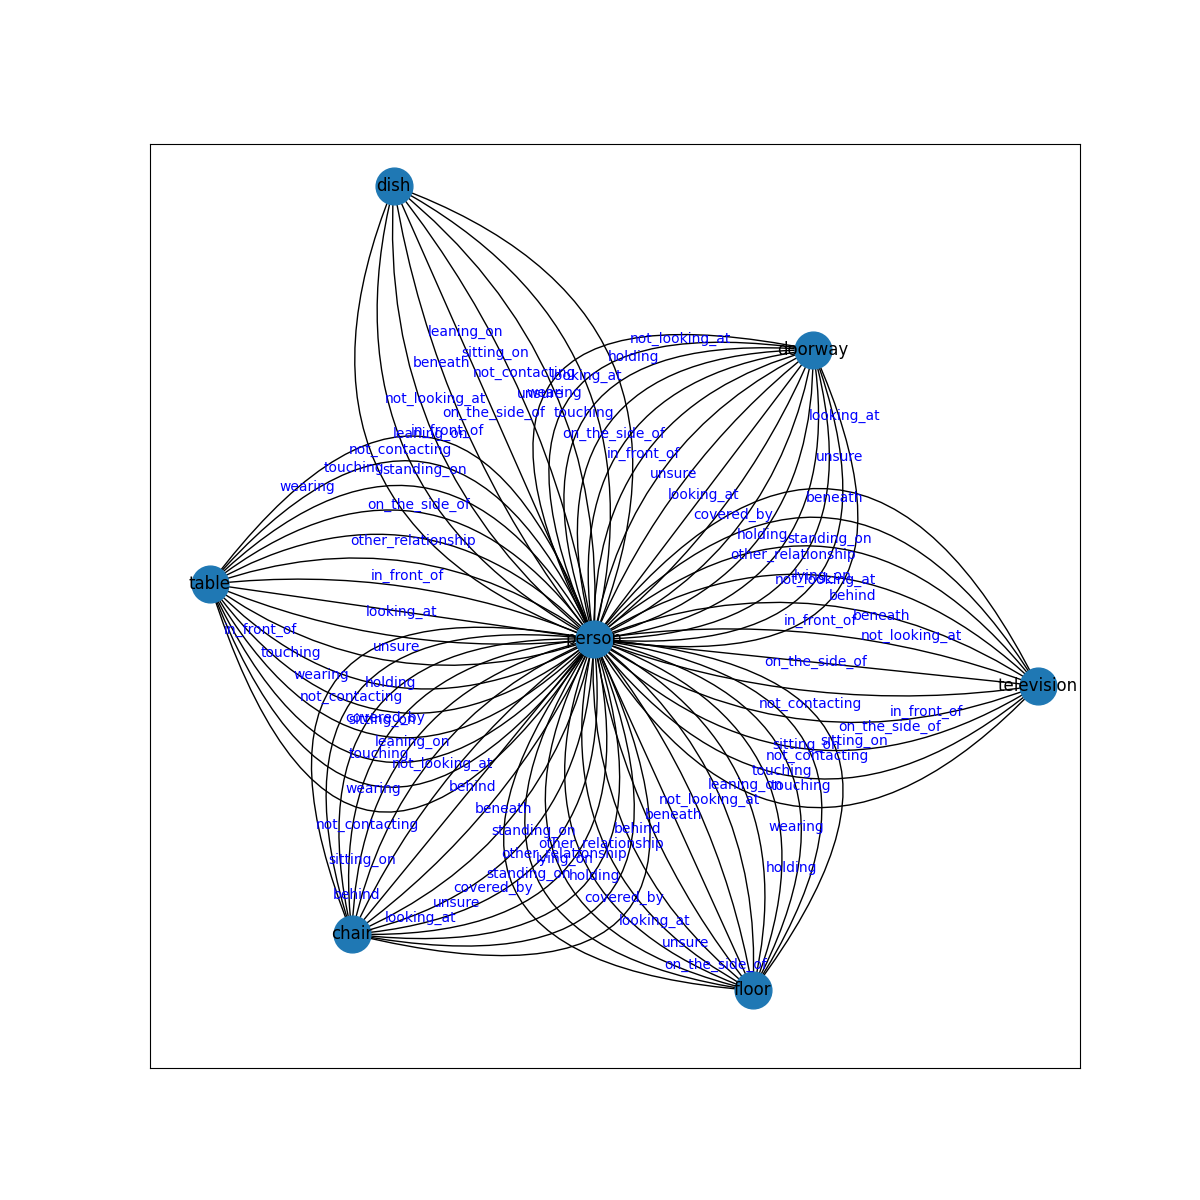 dish
leaning_on
not_looking_at
doorway
sitting_on
holding
beneath
not_contacting
looking_at
unsure
wearing
not_looking_at
on_the_side_of
touching
looking_at
leaning_on
in_front_of
on_the_side_of
not_contacting
in_front_of
unsure
touching
standing_on
unsure
wearing
looking_at
beneath
on_the_side_of
covered_by
other_relationship
holding
standing_on
other_relationship
table
in_front_of
lying_on
not_looking_at
behind
looking_at
in_front_of
beneath
in_front_of
person
not_looking_at
touching
unsure
on_the_side_of
wearing
holding
television
not_contacting
not_contacting
covered_by
sitting_on
in_front_of
on_the_side_of
leaning_on
sitting_on
sitting_on
touching
not_looking_at
not_contacting
touching
wearing
behind
leaning_on
touching
not_looking_at
beneath
beneath
not_contacting
standing_on
behind
wearing
other_relationship
other_relationship
sitting_on
lying_on
holding
standing_on
holding
behind
covered_by
covered_by
unsure
looking_at
looking_at
chair
unsure
on_the_side_of
floor